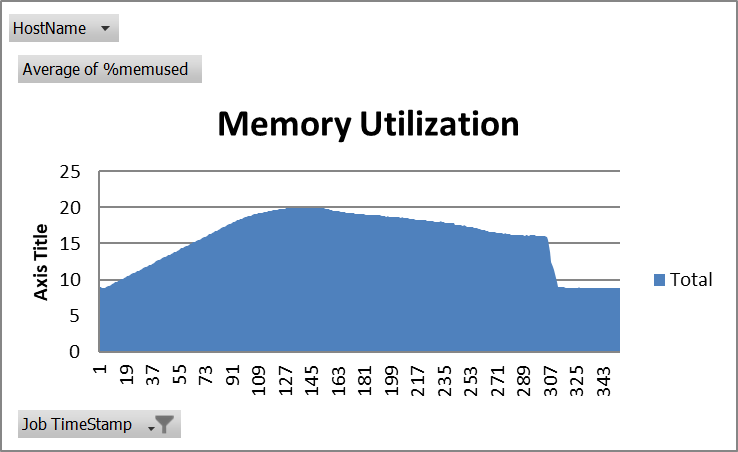 HostName
Average of %memused
Memory Utilization
25
20
15
10
5
0
Axis Title
Total
1 19 37 55 73 91 109 127 145 163 181 199 217 235 253 271 289 307 325 343
Job TimeStamp